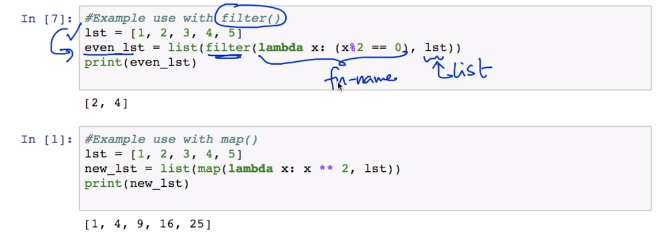 In [7]: #Example use with filter()
lst = [1, 2, 3, 4, 5]
even_lst = list(filter(lambda x: (x%2 == 0), lst))
print(even_lst)
fn-name
list
[2, 4]
In [1]: #Example use with map()
lst = [1, 2, 3, 4, 5]
new_lst = list(map(lambda x: x ** 2, lst))
print(new_lst)
[1, 4, 9, 16, 25]